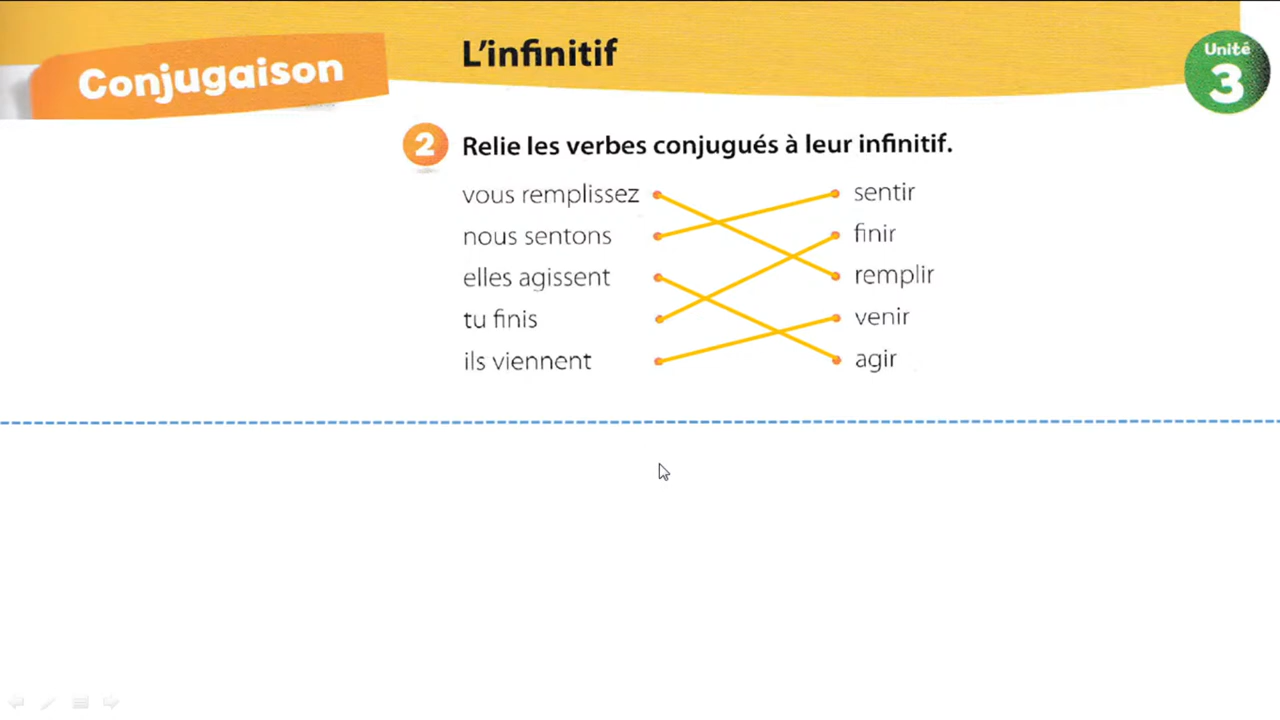 L'infinitif
Conjugaison
Unité
3
2 Relie les verbes conjugués à leur infinitif.
vous remplissez sentir
nous sentons finir
elles agissent remplir
tu finis venir
ils viennent agir